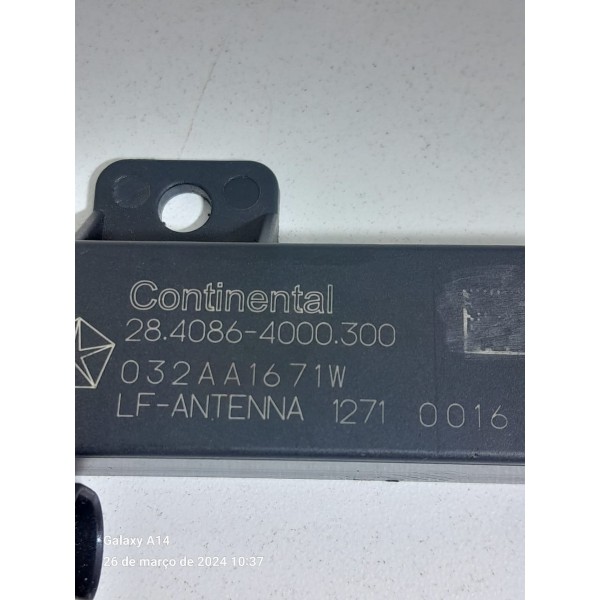 Continental
28.4086-4000.300
032AA1671W
LF-ANTENNA 1271 0016
Galaxy A14
26 de março de 2024 10:37